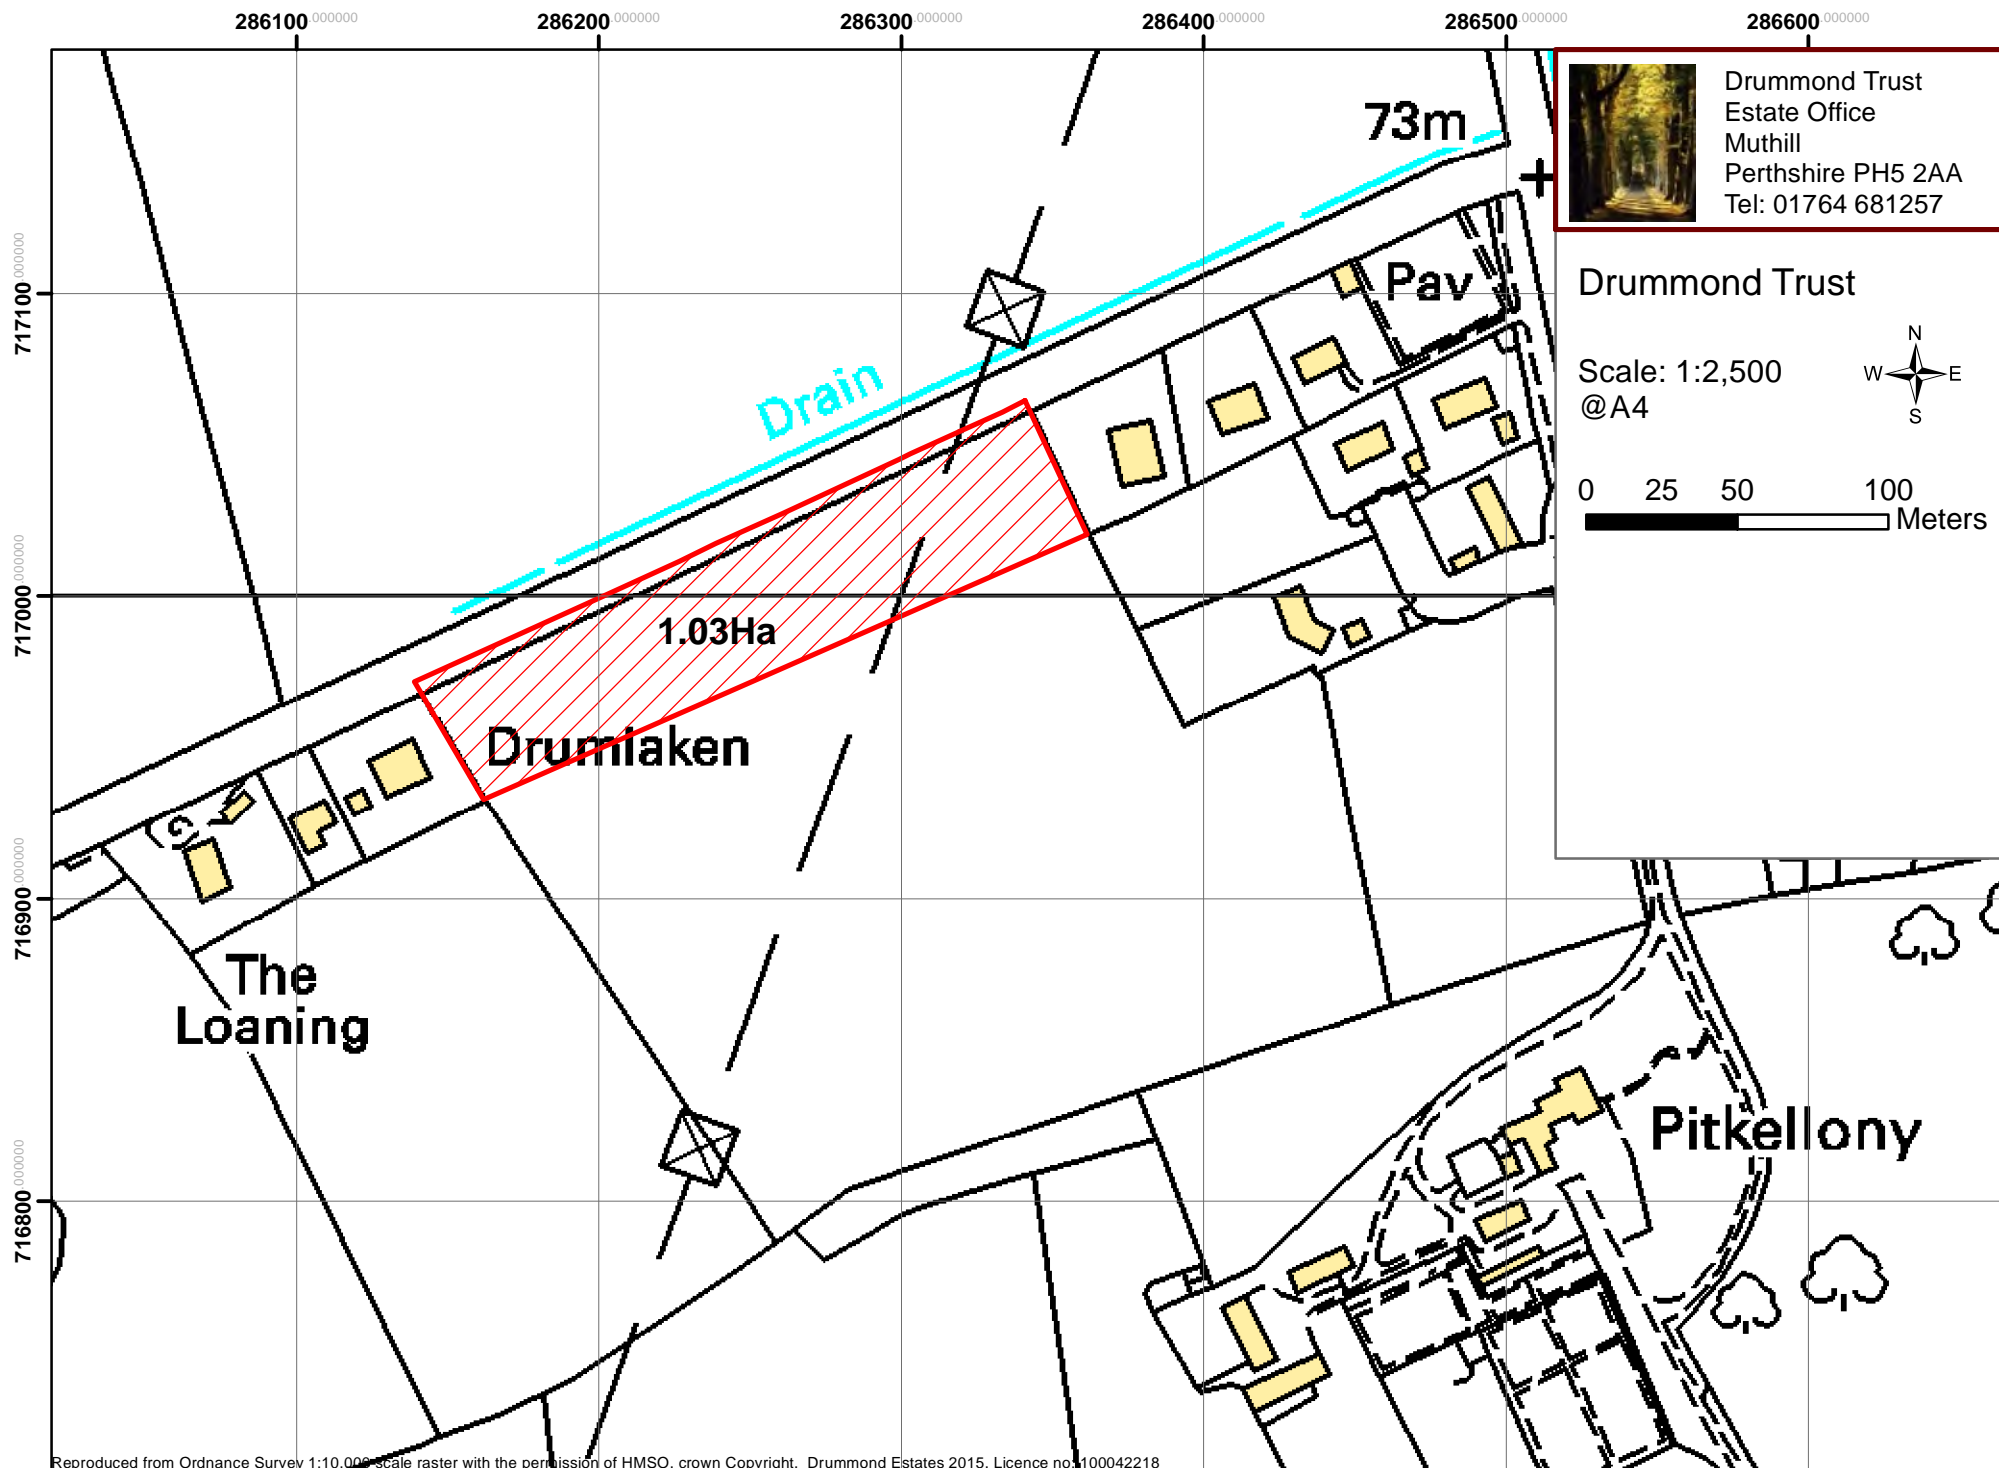 286100.000000 286200.000000 286300.000000 286400.000000 286500.000000 286600.000000
717100.000000
717000.000000
716900.000000
716800.000000
73m
Drummond Trust
Estate Office
Muthill
Perthshire PH5 2AA
Tel: 01764 681257
Drummond Trust
Scale: 1:2,500
@A4
N
W E
S
0 25 50 100
Meters
Pav
Drain
1.03Ha
Drumlaken
G
The
Loaning
Pitkellony
Reproduced from Ordnance Survey 1:10,000 scale raster with the permission of HMSO. crown Copyright. Drummond Estates 2015. Licence no: 100042218